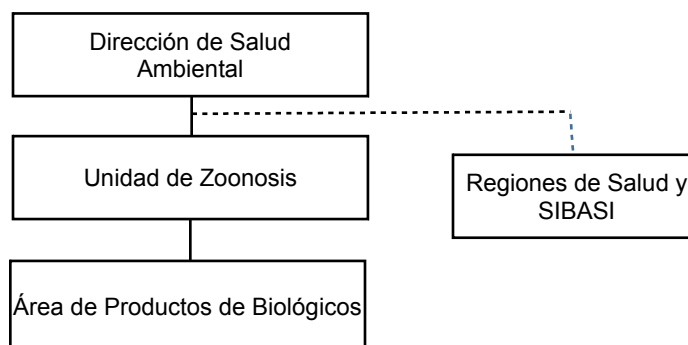 Dirección de Salud
Ambiental
Unidad de Zoonosis
Regiones de Salud y
SIBASI
Área de Productos de Biológicos